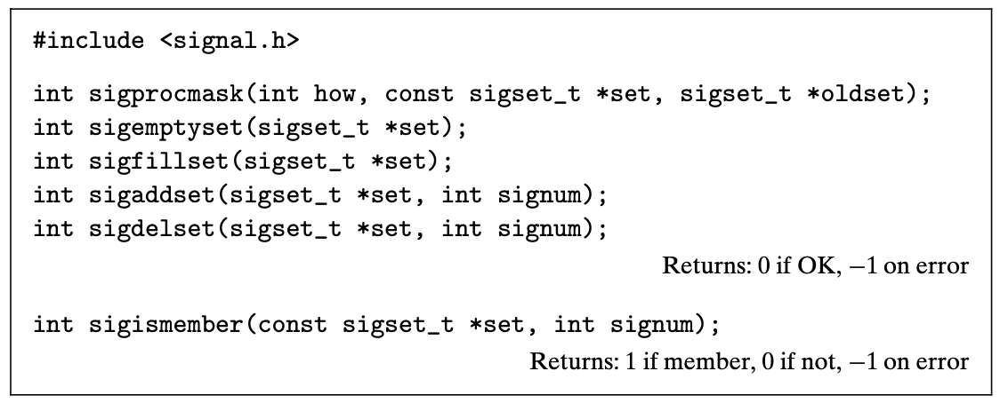 #include <signal.h>
int sigprocmask(int how, const sigset_t *set, sigset_t *oldset);
int sigemptyset(sigset_t *set);
int sigfillset(sigset_t *set);
int sigaddset(sigset_t *set, int signum);
int sigdelset(sigset_t *set, int signum);
Returns: 0 if OK, −1 on error
int sigismember(const sigset_t *set, int signum);
Returns: 1 if member, 0 if not, −1 on error